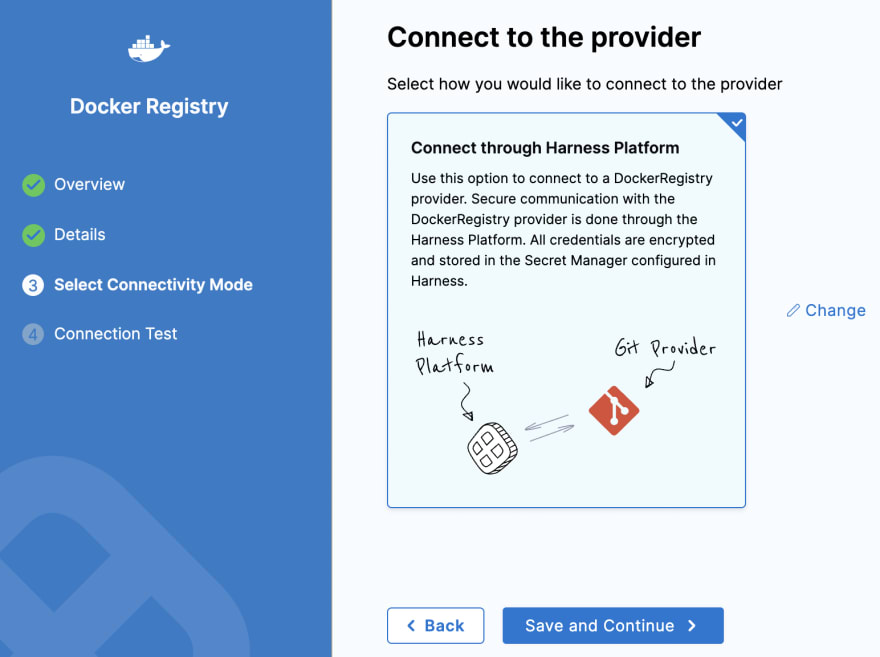 Docker Registry
Overview
Details
3 Select Connectivity Mode
4 Connection Test
Connect to the provider
Select how you would like to connect to the provider
Connect through Harness Platform
Use this option to connect to a DockerRegistry
provider. Secure communication with the
DockerRegistry provider is done through the
Harness Platform. All credentials are encrypted
and stored in the Secret Manager configured in
Harness.
Harness
Platform
Git Provider
Change
Back
Save and Continue